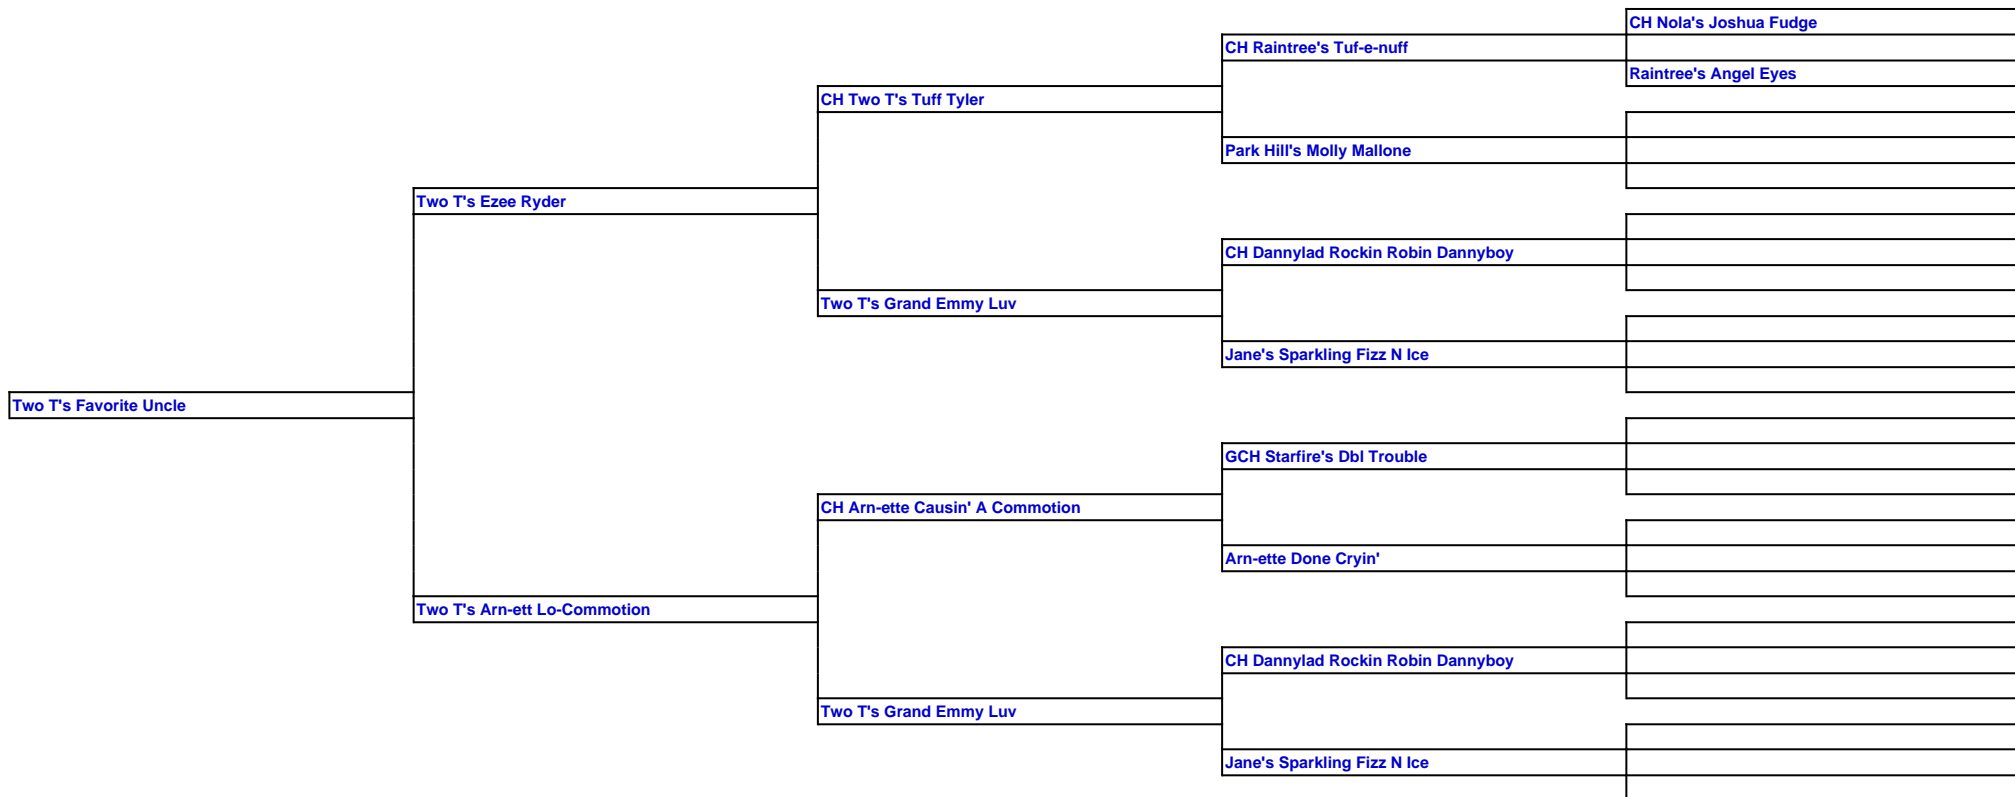 CH Nola's Joshua Fudge
CH Raintree's Tuf-e-nuff
Raintree's Angel Eyes
CH Two T's Tuff Tyler
Park Hill's Molly Mallone
Two T's Ezee Ryder
CH Dannylad Rockin Robin Dannyboy
Two T's Grand Emmy Luv
Jane's Sparkling Fizz N Ice
Two T's Favorite Uncle
GCH Starfire's Dbl Trouble
CH Arn-ette Causin' A Commotion
Arn-ette Done Cryin'
Two T's Arn-ett Lo-Commotion
CH Dannylad Rockin Robin Dannyboy
Two T's Grand Emmy Luv
Jane's Sparkling Fizz N Ice